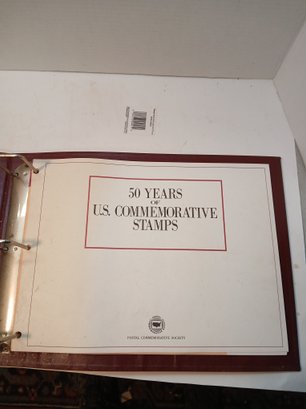 50 YEARS
OF
U.S. COMMEMORATIVE
STAMPS
POSTAL COMMEMORATIVE SOCIETY